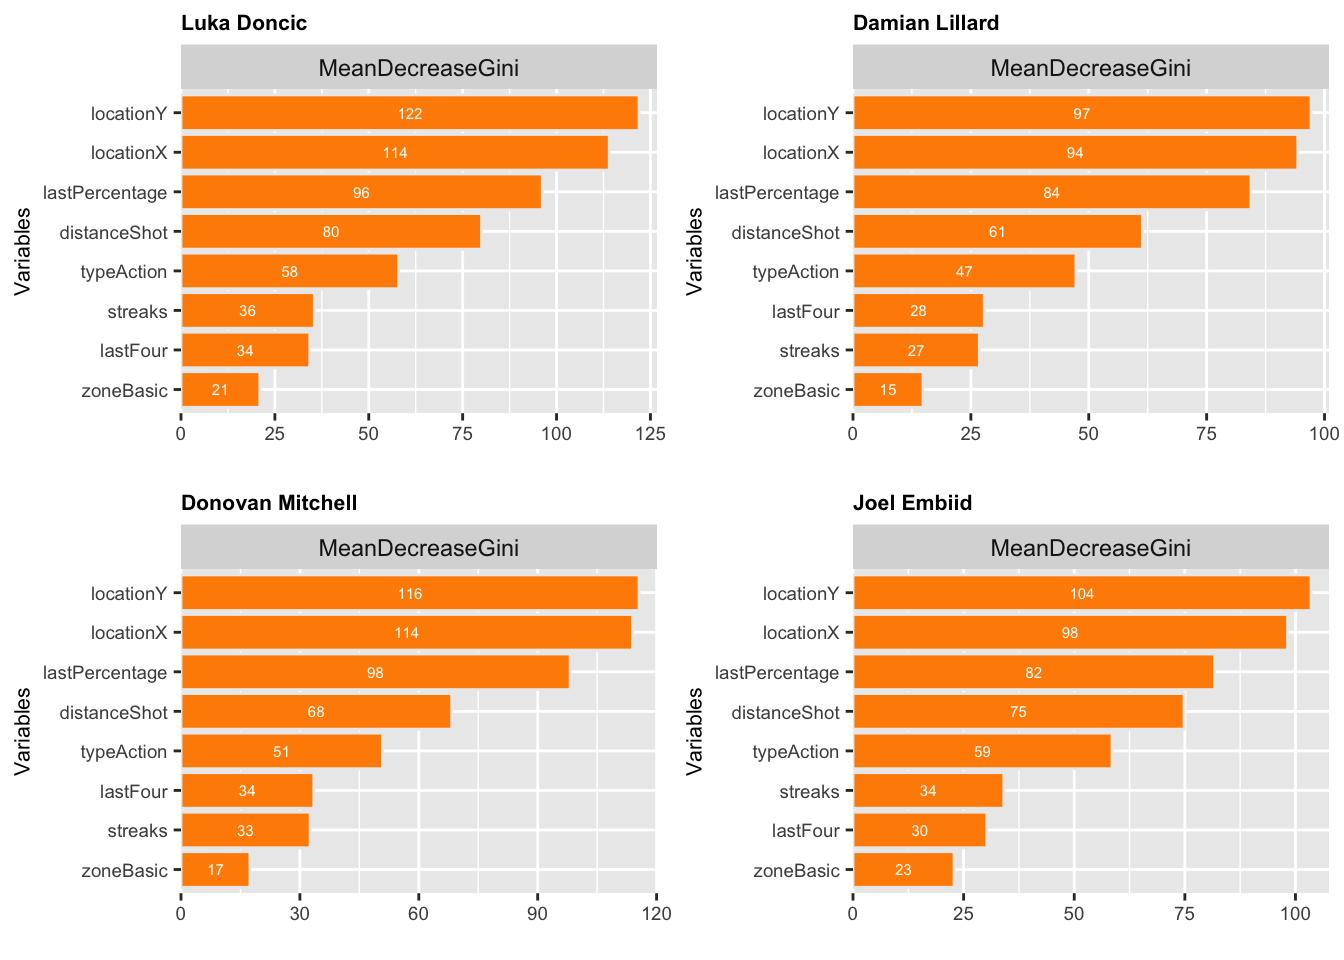 Luka Doncic
MeanDecreaseGini
Variables
locationY 122
locationX 114
lastPercentage 96
distanceShot 80
typeAction 58
streaks 36
lastFour 34
zoneBasic 21
0 25 50 75 100 125
Damian Lillard
MeanDecreaseGini
Variables
locationY 97
locationX 94
lastPercentage 84
distanceShot 61
typeAction 47
lastFour 28
streaks 27
zoneBasic 15
0 25 50 75 100
Donovan Mitchell
MeanDecreaseGini
Variables
locationY 116
locationX 114
lastPercentage 98
distanceShot 68
typeAction 51
lastFour 34
streaks 33
zoneBasic 17
0 30 60 90 120
Joel Embiid
MeanDecreaseGini
Variables
locationY 104
locationX 98
lastPercentage 82
distanceShot 75
typeAction 59
streaks 34
lastFour 30
zoneBasic 23
0 25 50 75 100